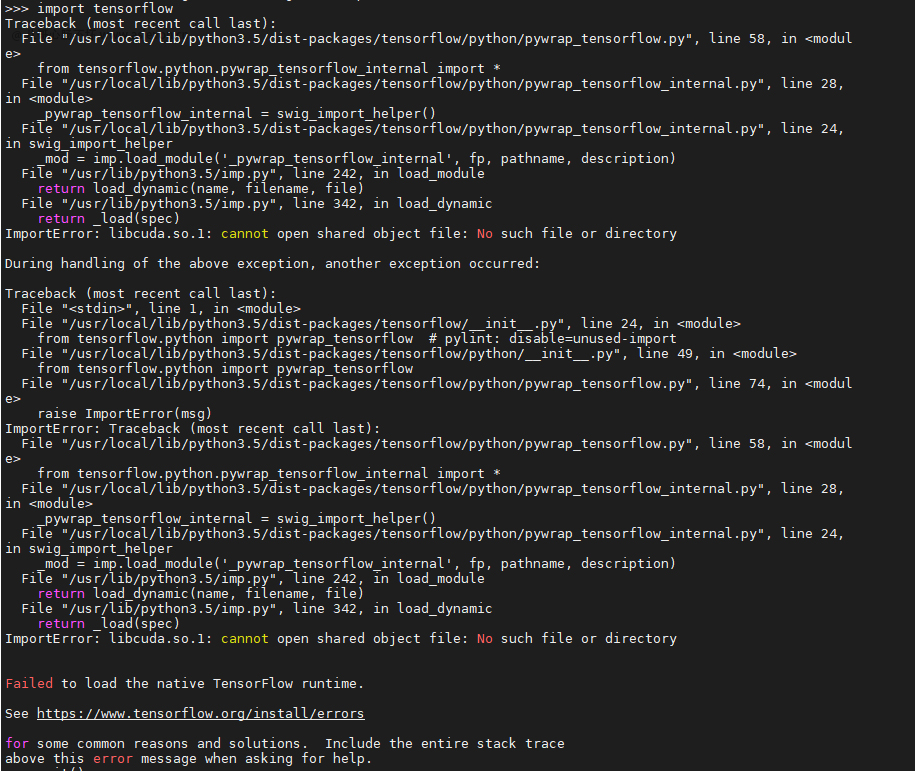 >>> import tensorflow
Traceback (most recent call last):
  File "/usr/local/lib/python3.5/dist-packages/tensorflow/python/pywrap_tensorflow.py", line 58, in <modul
e>
    from tensorflow.python.pywrap_tensorflow_internal import *
  File "/usr/local/lib/python3.5/dist-packages/tensorflow/python/pywrap_tensorflow_internal.py", line 28,
in <module>
    _pywrap_tensorflow_internal = swig_import_helper()
  File "/usr/local/lib/python3.5/dist-packages/tensorflow/python/pywrap_tensorflow_internal.py", line 24,
in swig_import_helper
    _mod = imp.load_module('_pywrap_tensorflow_internal', fp, pathname, description)
  File "/usr/lib/python3.5/imp.py", line 242, in load_module
    return load_dynamic(name, filename, file)
  File "/usr/lib/python3.5/imp.py", line 342, in load_dynamic
    return _load(spec)
ImportError: libcuda.so.1: cannot open shared object file: No such file or directory

During handling of the above exception, another exception occurred:

Traceback (most recent call last):
  File "<stdin>", line 1, in <module>
  File "/usr/local/lib/python3.5/dist-packages/tensorflow/__init__.py", line 24, in <module>
    from tensorflow.python import pywrap_tensorflow  # pylint: disable=unused-import
  File "/usr/local/lib/python3.5/dist-packages/tensorflow/python/__init__.py", line 49, in <module>
    from tensorflow.python import pywrap_tensorflow
  File "/usr/local/lib/python3.5/dist-packages/tensorflow/python/pywrap_tensorflow.py", line 74, in <modul
e>
    raise ImportError(msg)
ImportError: Traceback (most recent call last):
  File "/usr/local/lib/python3.5/dist-packages/tensorflow/python/pywrap_tensorflow.py", line 58, in <modul
e>
    from tensorflow.python.pywrap_tensorflow_internal import *
  File "/usr/local/lib/python3.5/dist-packages/tensorflow/python/pywrap_tensorflow_internal.py", line 28,
in <module>
    _pywrap_tensorflow_internal = swig_import_helper()
  File "/usr/local/lib/python3.5/dist-packages/tensorflow/python/pywrap_tensorflow_internal.py", line 24,
in swig_import_helper
    _mod = imp.load_module('_pywrap_tensorflow_internal', fp, pathname, description)
  File "/usr/lib/python3.5/imp.py", line 242, in load_module
    return load_dynamic(name, filename, file)
  File "/usr/lib/python3.5/imp.py", line 342, in load_dynamic
    return _load(spec)
ImportError: libcuda.so.1: cannot open shared object file: No such file or directory

Failed to load the native TensorFlow runtime.

See https://www.tensorflow.org/install/errors

for some common reasons and solutions.  Include the entire stack trace
above this error message when asking for help.